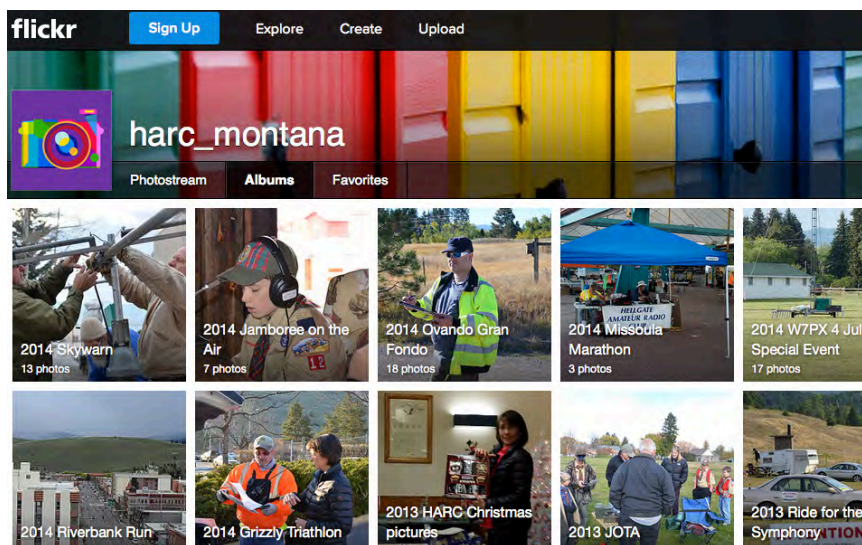 flickr
Sign Up
Explore
Create
Upload
harc_montana
Photostream
Albums
Favorites
2014 Skywarn
13 photos
2014 Jamboree on the
Air
7 photos
12
2014 Ovando Gran
Fondo
18 photos
HELLGATE
AMATEUR RADIO
2014 Missoula
Marathon
3 photos
2014 W7PX 4 Jul
Special Event
17 photos
2014 Riverbank Run
2014 Grizzly Triathlon
2013 HARC Christmas
pictures
2013 JOTA
2013 Ride for the
Symphony